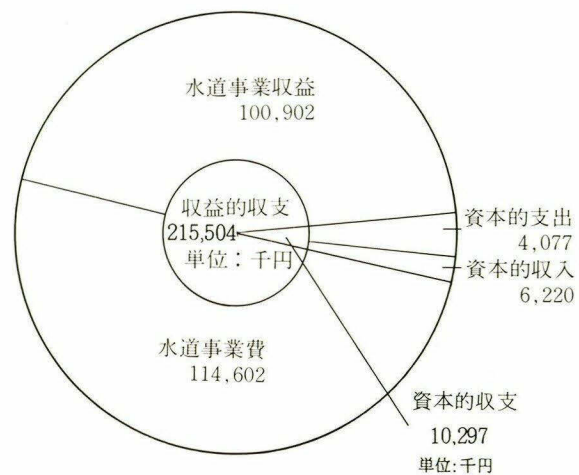 水道事業収益
100,902
収益的収支
215,504
単位：千円
資本的支出
4,077
資本的収入
6,220
水道事業費
114,602
資本的収支
10,297
単位:千円